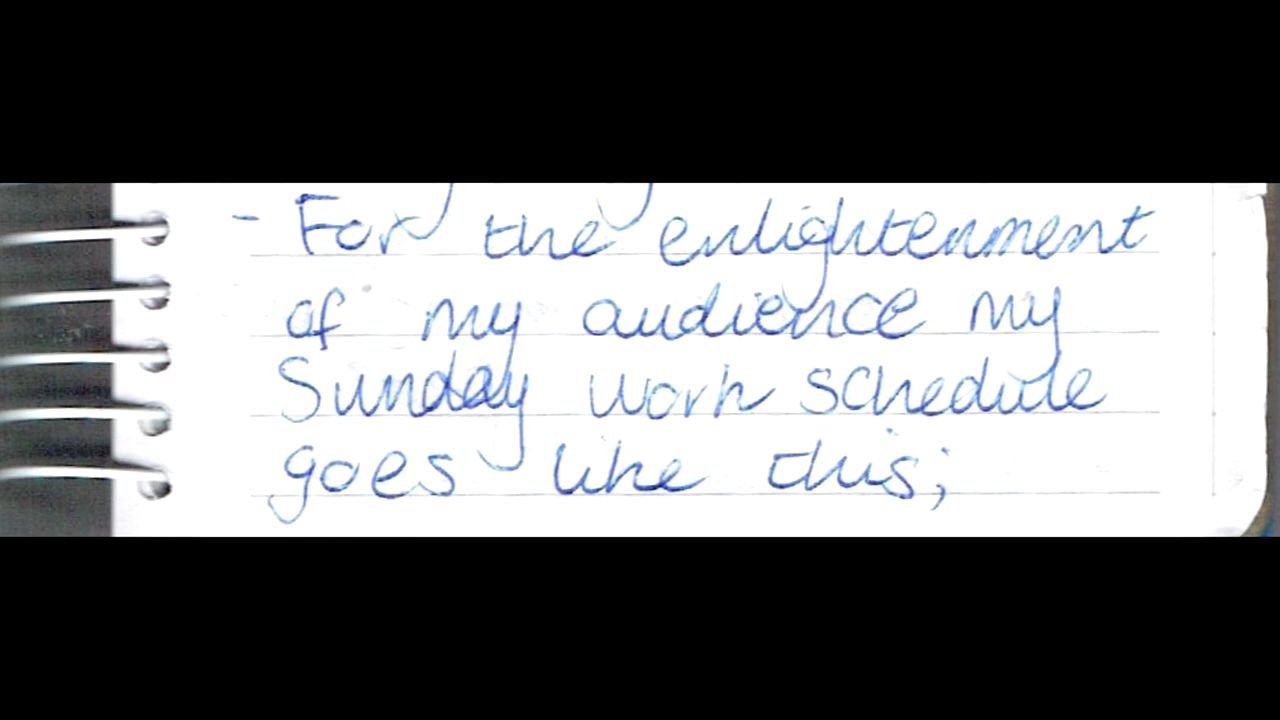 - For the enlightenment
of my audience my
Sunday work schedule
goes like this;